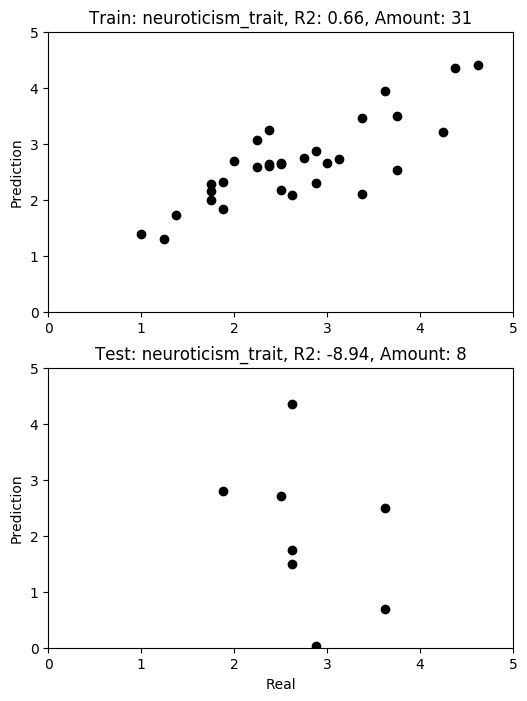 Train: neuroticism_trait, R2: 0.66, Amount: 31
5
4
3
2
1
0
Prediction
0 1 2 3 4 5
Test: neuroticism_trait, R2: -8.94, Amount: 8
5
4
3
2
1
0
Prediction
0 1 2 3 4 5
Real